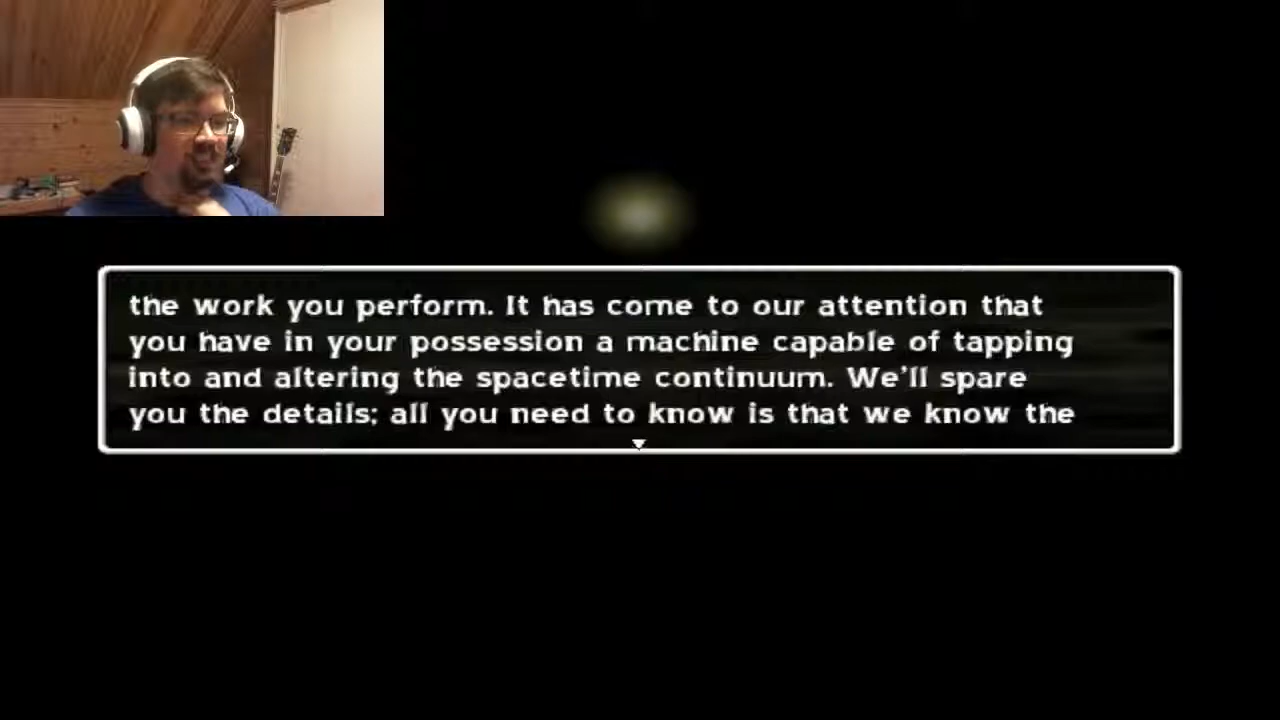 the work you perform. It has come to our attention that
you have in your possession a machine capable of tapping
into and altering the spacetime continuum. We'll spare
you the details; all you need to know is that we know the